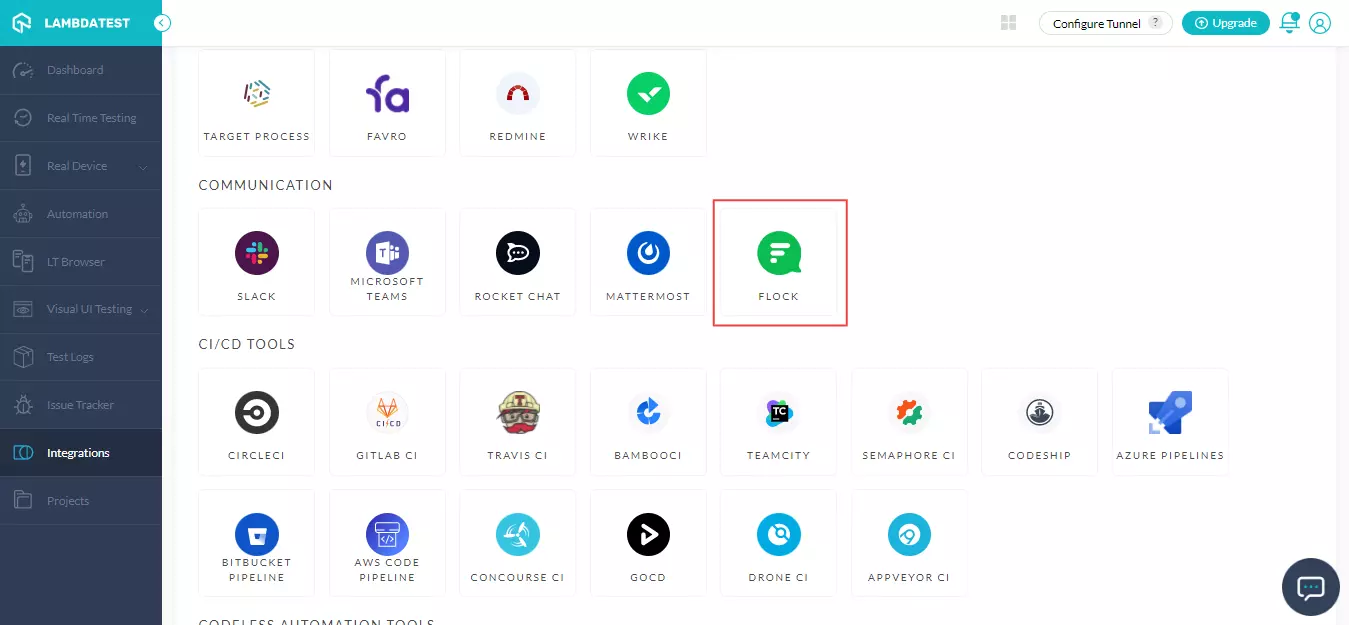 LAMBDATEST
Configure Tunnel ?
Upgrade
Dashboard
Real Time Testing
Real Device
Automation
LT Browser
Visual UI Testing
Test Logs
Issue Tracker
Integrations
Projects
TARGET PROCESS
FAVRO
REDMINE
WRIKE
COMMUNICATION
SLACK
MICROSOFT
TEAMS
ROCKET CHAT
MATTERMOST
FLOCK
CI/CD TOOLS
CI/CD
TC
CIRCLECI
GITLAB CI
TRAVIS CI
BAMBOOCI
TEAMCITY
SEMAPHORE CI
CODESHIP
AZURE PIPELINES
BITBUCKET
PIPELINE
AWS CODE
PIPELINE
CONCOURSE CI
GOCD
DRONE CI
APPVEYOR CI
CODELESS AUTOMATION TOOLS